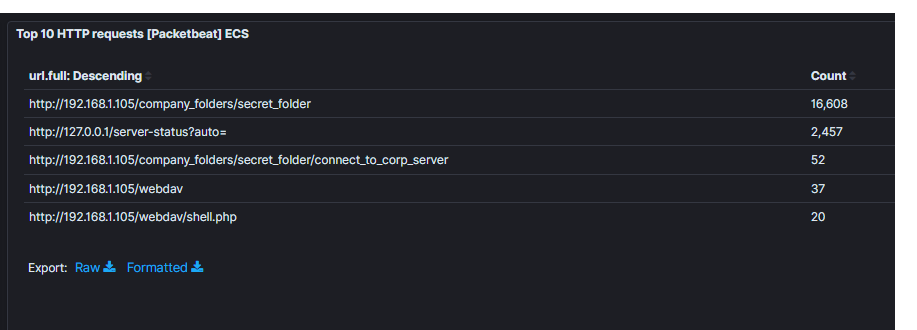 Top 10 HTTP requests [Packetbeat] ECS
url.full: Descending Count
http://192.168.1.105/company_folders/secret_folder 16,608
http://127.0.0.1/server-status?auto= 2,457
http://192.168.1.105/company_folders/secret_folder/connect_to_corp_server 52
http://192.168.1.105/webdav 37
http://192.168.1.105/webdav/shell.php 20
Export: Raw Formatted